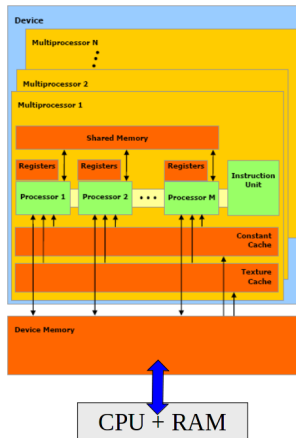 Device
Multiprocessor N
Multiprocessor 2
Multiprocessor 1
Shared Memory
Registers Registers Registers
Processor 1 Processor 2 Processor M
Instruction
Unit
Constant
Cache
Texture
Cache
Device Memory
CPU + RAM